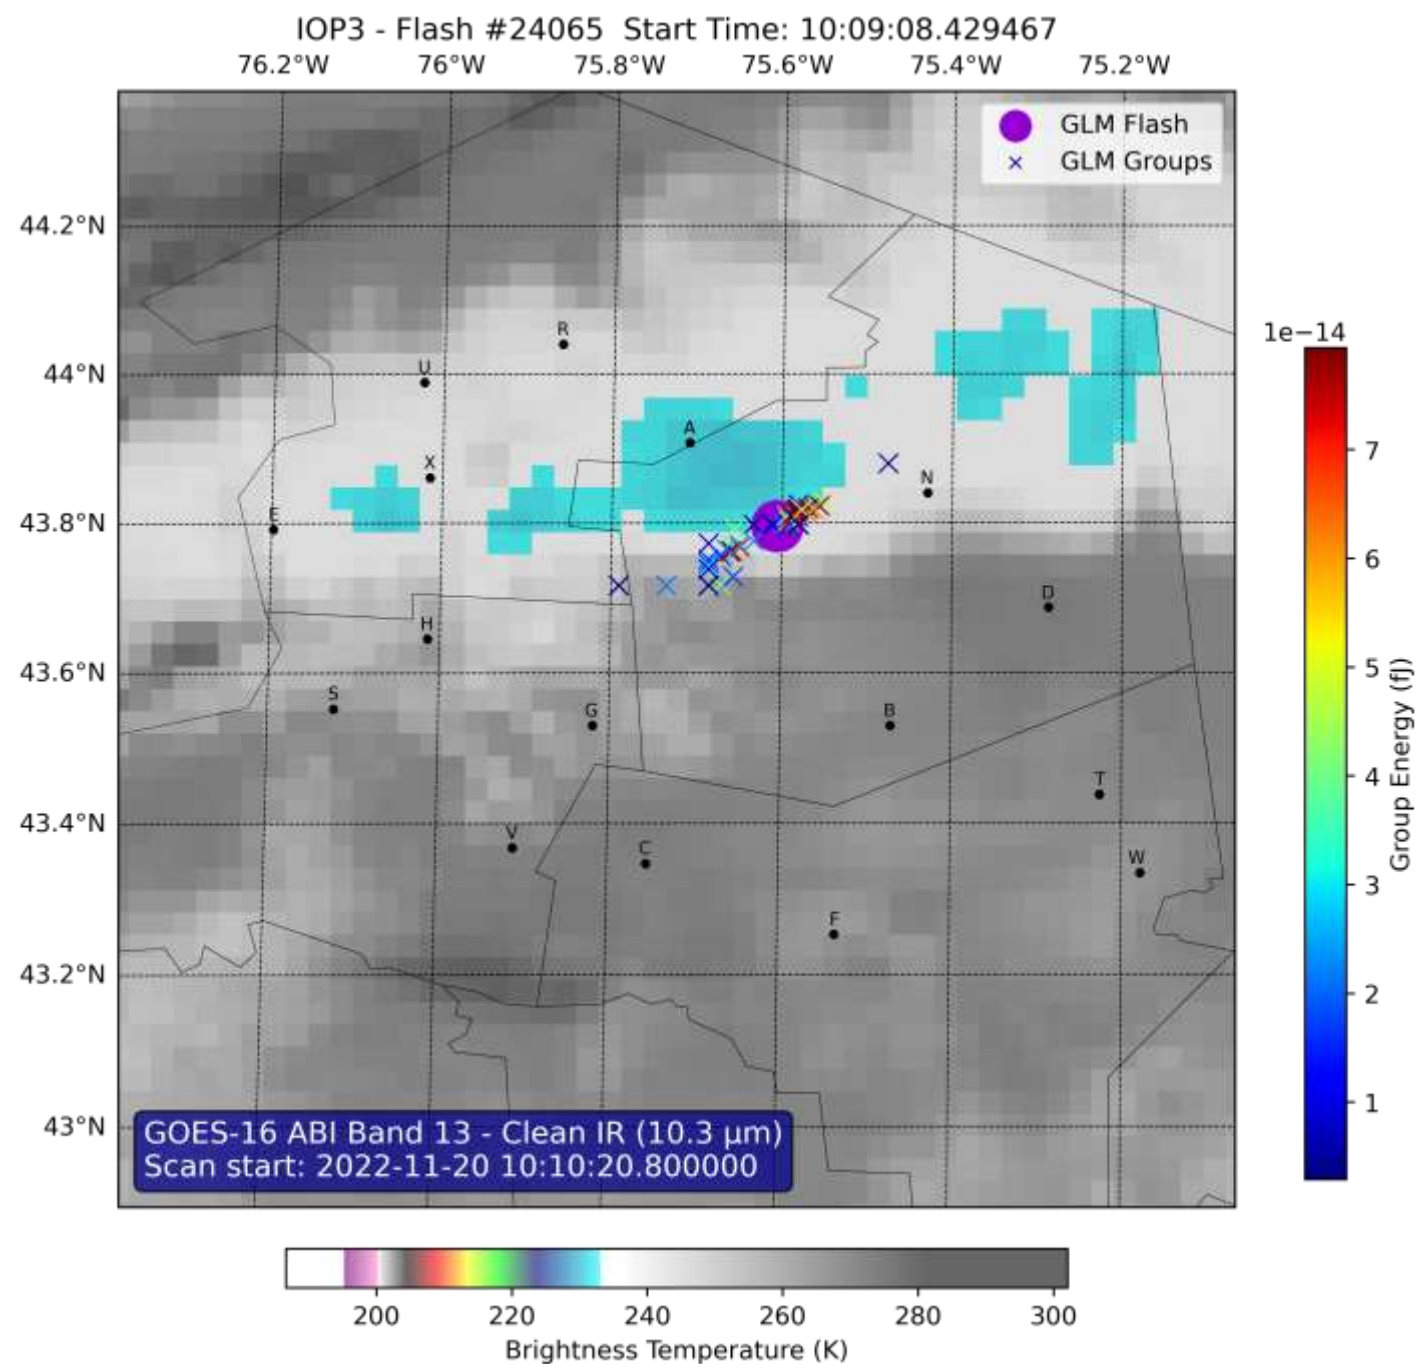 IOP3 - Flash #24065  Start Time: 10:09:08.429467
76.2°W 76°W 75.8°W 75.6°W 75.4°W 75.2°W
GLM Flash
GLM Groups
44.2°N
44°N
43.8°N
43.6°N
43.4°N
43.2°N
43°N
R
U
A
X
N
E
D
H
S
G
B
T
V
C
W
F
1e−14
7
6
5
4
3
2
1
Group Energy (fJ)
GOES-16 ABI Band 13 - Clean IR (10.3 µm)
Scan start: 2022-11-20 10:10:20.800000
200 220 240 260 280 300
Brightness Temperature (K)